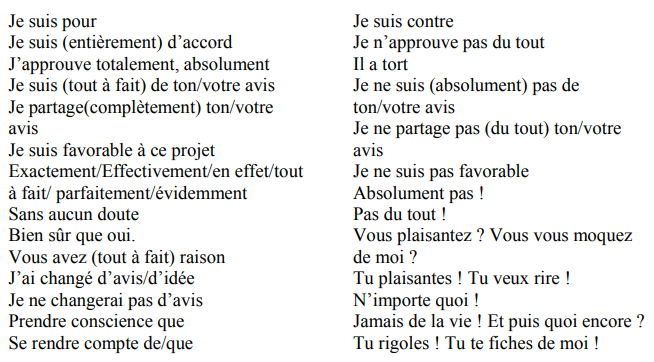 Je suis pour
Je suis (entièrement) d'accord
J'approuve totalement, absolument
Je suis (tout à fait) de ton/votre avis
Je partage(complètement) ton/votre
avis
Je suis favorable à ce projet
Exactement/Effectivement/en effet/tout
à fait/ parfaitement/évidemment
Sans aucun doute
Bien sûr que oui.
Vous avez (tout à fait) raison
J'ai changé d'avis/d'idée
Je ne changerai pas d'avis
Prendre conscience que
Se rendre compte de/que
Je suis contre
Je n'approuve pas du tout
Il a tort
Je ne suis (absolument) pas de
ton/votre avis
Je ne partage pas (du tout) ton/votre
avis
Je ne suis pas favorable
Absolument pas !
Pas du tout !
Vous plaisantez ? Vous vous moquez
de moi ?
Tu plaisantes ! Tu veux rire !
N'importe quoi !
Jamais de la vie ! Et puis quoi encore ?
Tu rigoles ! Tu te fiches de moi !